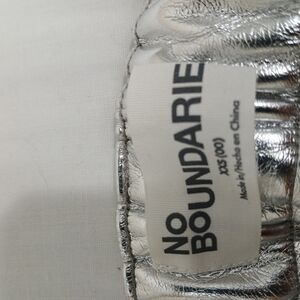 NO
BOUNDARIE
XXS (00)
Made in/Hecho en China